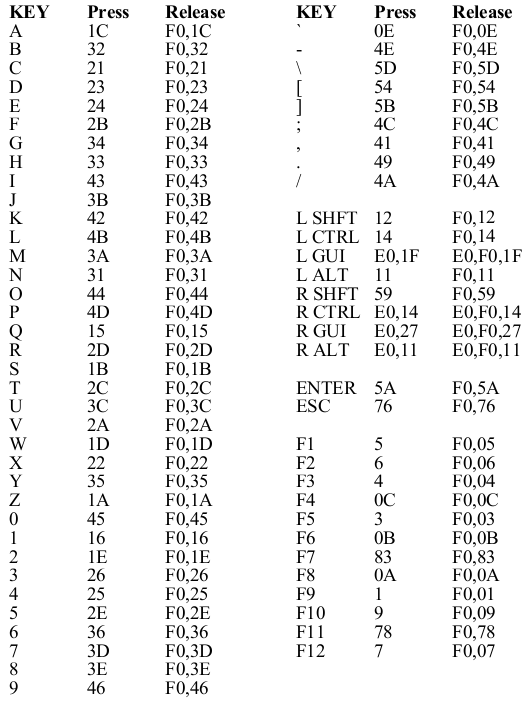 KEY Press Release KEY Press Release
A 1C F0,1C ` 0E F0,0E
B 32 F0,32 - 4E F0,4E
C 21 F0,21 \ 5D F0,5D
D 23 F0,23 [ 54 F0,54
E 24 F0,24 ] 5B F0,5B
F 2B F0,2B ; 4C F0,4C
G 34 F0,34 , 41 F0,41
H 33 F0,33 . 49 F0,49
I 43 F0,43 / 4A F0,4A
J 3B F0,3B
K 42 F0,42 L SHFT 12 F0,12
L 4B F0,4B L CTRL 14 F0,14
M 3A F0,3A L GUI E0,1F E0,F0,1F
N 31 F0,31 L ALT 11 F0,11
O 44 F0,44 R SHFT 59 F0,59
P 4D F0,4D R CTRL E0,14 E0,F0,14
Q 15 F0,15 R GUI E0,27 E0,F0,27
R 2D F0,2D R ALT E0,11 E0,F0,11
S 1B F0,1B
T 2C F0,2C ENTER 5A F0,5A
U 3C F0,3C ESC 76 F0,76
V 2A F0,2A
W 1D F0,1D F1 5 F0,05
X 22 F0,22 F2 6 F0,06
Y 35 F0,35 F3 4 F0,04
Z 1A F0,1A F4 0C F0,0C
0 45 F0,45 F5 3 F0,03
1 16 F0,16 F6 0B F0,0B
2 1E F0,1E F7 83 F0,83
3 26 F0,26 F8 0A F0,0A
4 25 F0,25 F9 1 F0,01
5 2E F0,2E F10 9 F0,09
6 36 F0,36 F11 78 F0,78
7 3D F0,3D F12 7 F0,07
8 3E F0,3E
9 46 F0,46